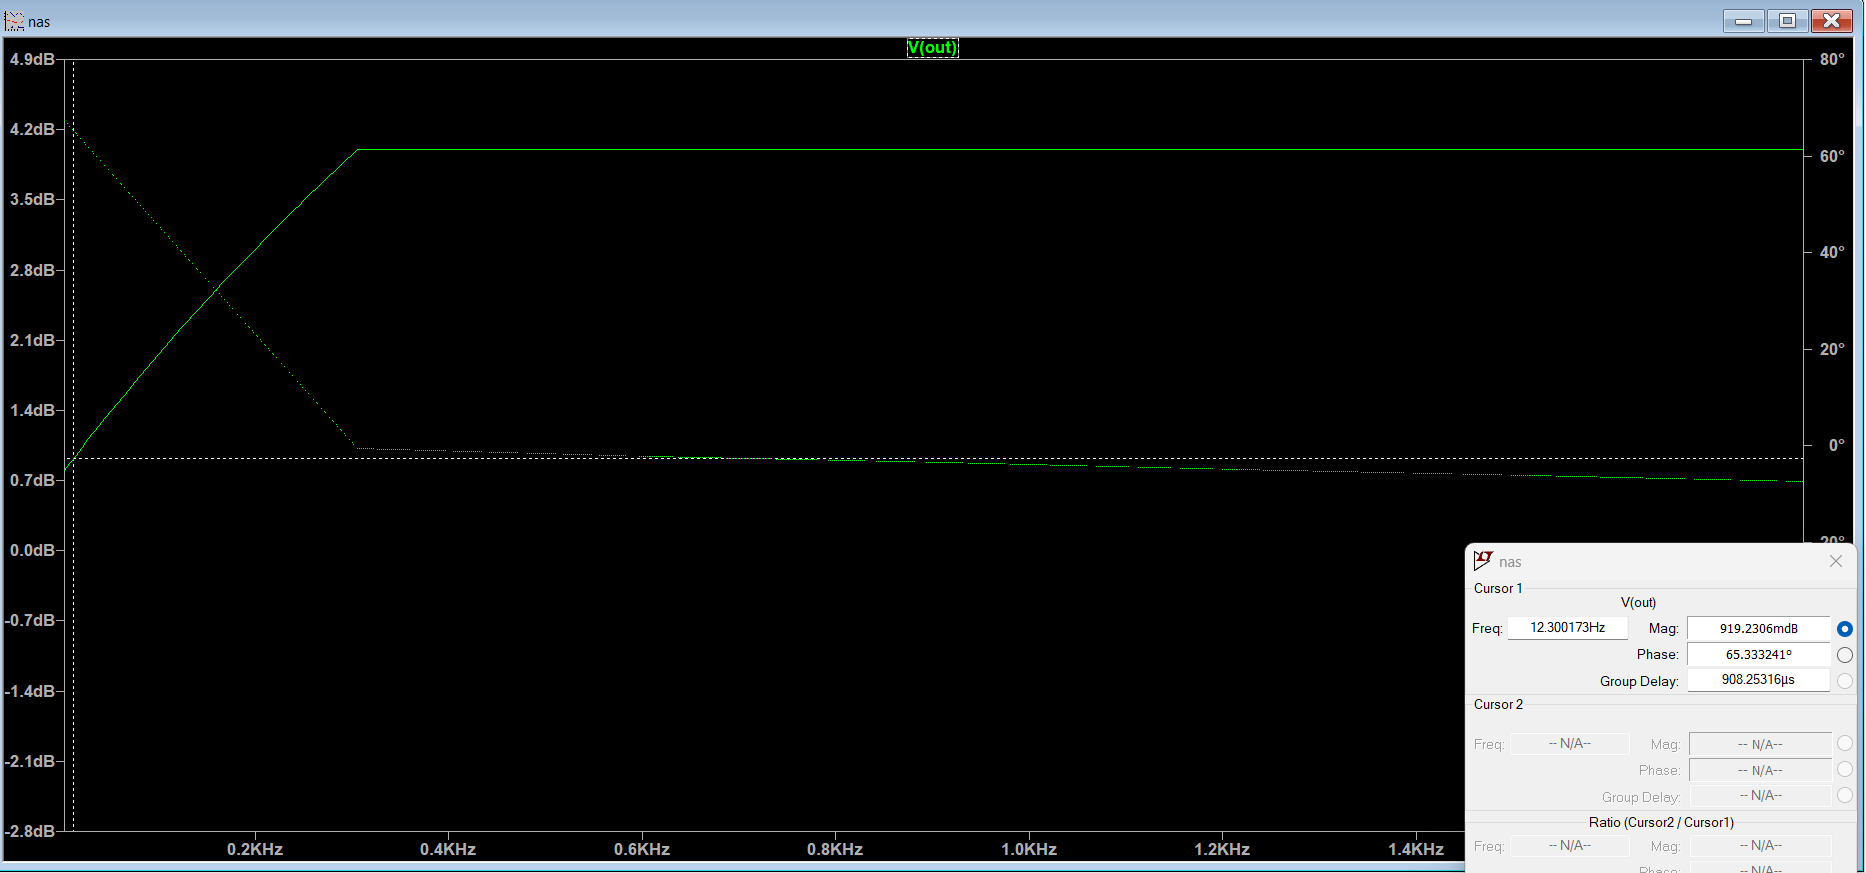 nas
V(out)
4.9dB
4.2dB
3.5dB
2.8dB
2.1dB
1.4dB
0.7dB
0.0dB
-0.7dB
-1.4dB
-2.1dB
-2.8dB
80°
60°
40°
20°
0°
0.2KHz 0.4KHz 0.6KHz 0.8KHz 1.0KHz 1.2KHz 1.4KHz
nas
Cursor 1
V(out)
Freq: 12.300173Hz Mag: 919.2306mdB
Phase: 65.333241°
Group Delay: 908.25316µs
Cursor 2
Freq: -- N/A-- Mag: -- N/A--
Phase: -- N/A--
Group Delay: -- N/A--
Ratio (Cursor2 / Cursor1)
Freq: -- N/A-- Mag: -- N/A--